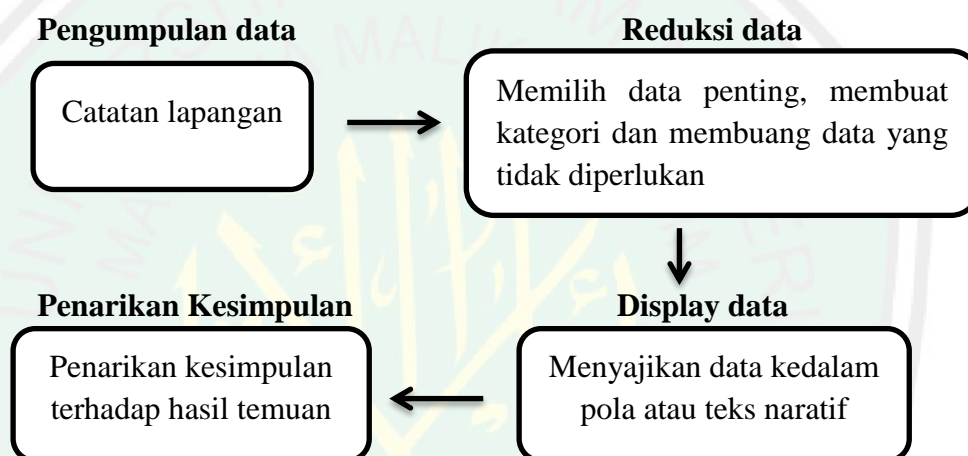 Pengumpulan data
Catatan lapangan
Reduksi data
Memilih data penting, membuat
kategori dan membuang data yang
tidak diperlukan
Display data
Menyajikan data kedalam
pola atau teks naratif
Penarikan Kesimpulan
Penarikan kesimpulan
terhadap hasil temuan